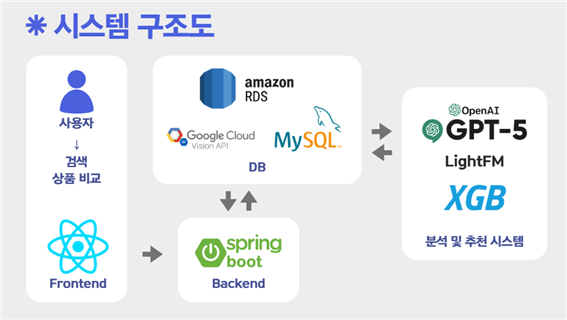 시스템 구조도
사용자
↓
검색
상품 비교
Frontend
amazon
RDS
Google Cloud
Vision API
MySQL
DB
spring
boot
Backend
OpenAI
GPT-5
LightFM
XGB
분석 및 추천 시스템